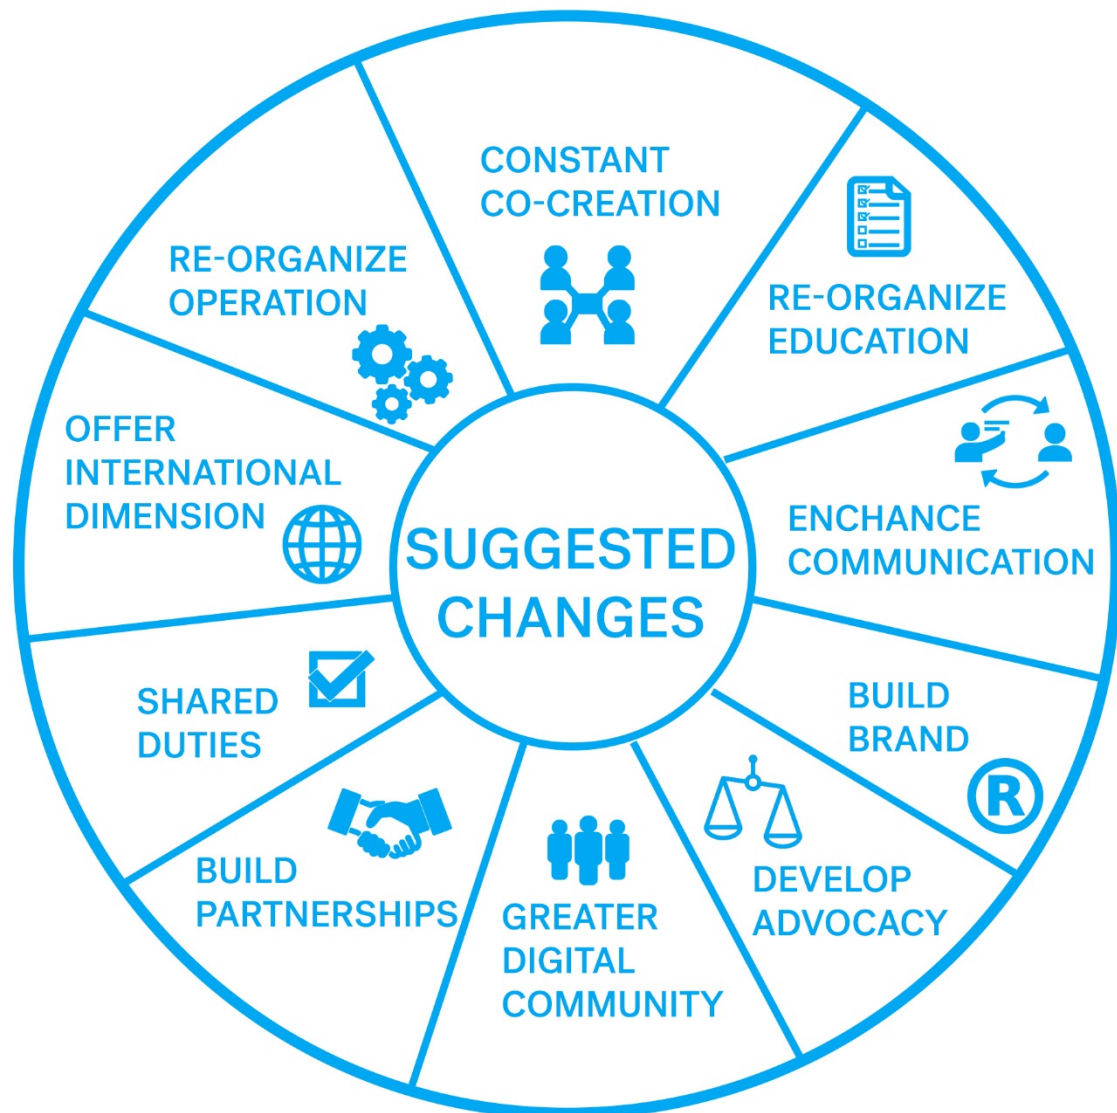 CONSTANT
CO-CREATION
RE-ORGANIZE
EDUCATION
ENCHANCE
COMMUNICATION
BUILD
BRAND
R
DEVELOP
ADVOCACY
GREATER
DIGITAL
COMMUNITY
BUILD
PARTNERSHIPS
SHARED
DUTIES
OFFER
INTERNATIONAL
DIMENSION
RE-ORGANIZE
OPERATION
SUGGESTED
CHANGES